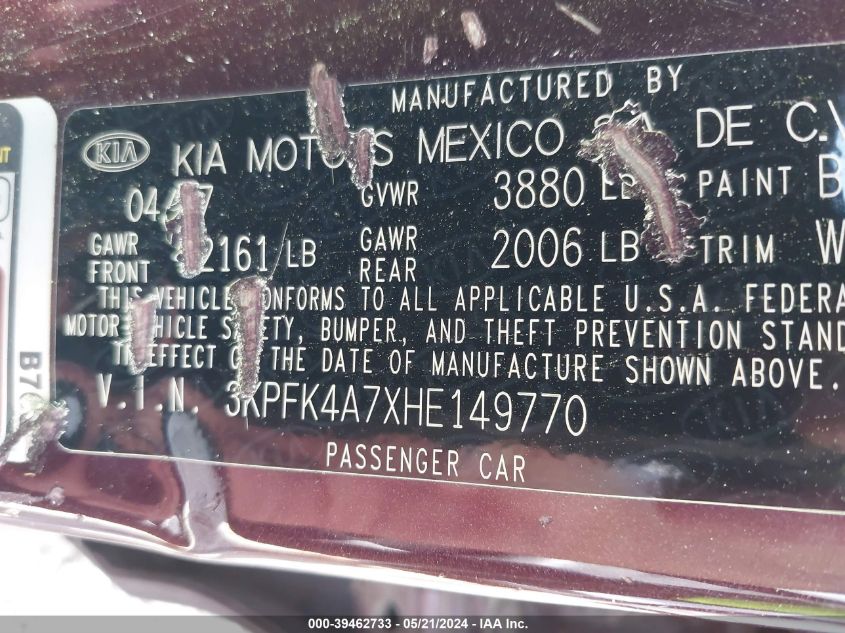 MANUFACTURED BY
KIA KIA MOTORS MEXICO DE C.V
GVWR 3880 LB PAINT B
GAWR FRONT 2161 LB GAWR REAR 2006 LB TRIM W
THIS VEHICLE CONFORMS TO ALL APPLICABLE U.S.A. FEDERA
MOTOR VEHICLE SAFETY, BUMPER, AND THEFT PREVENTION STAND
IN EFFECT ON THE DATE OF MANUFACTURE SHOWN ABOVE.
V.I.N. 3KPFK4A7XHE149770
PASSENGER CAR
000-39462733 - 05/21/2024 - IAA Inc.